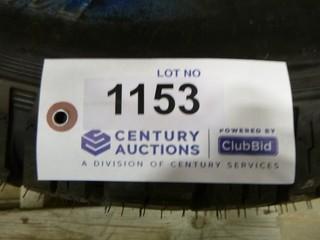 LOT NO
1153
CENTURY
AUCTIONS
POWERED BY
ClubBid
A DIVISION OF CENTURY SERVICES